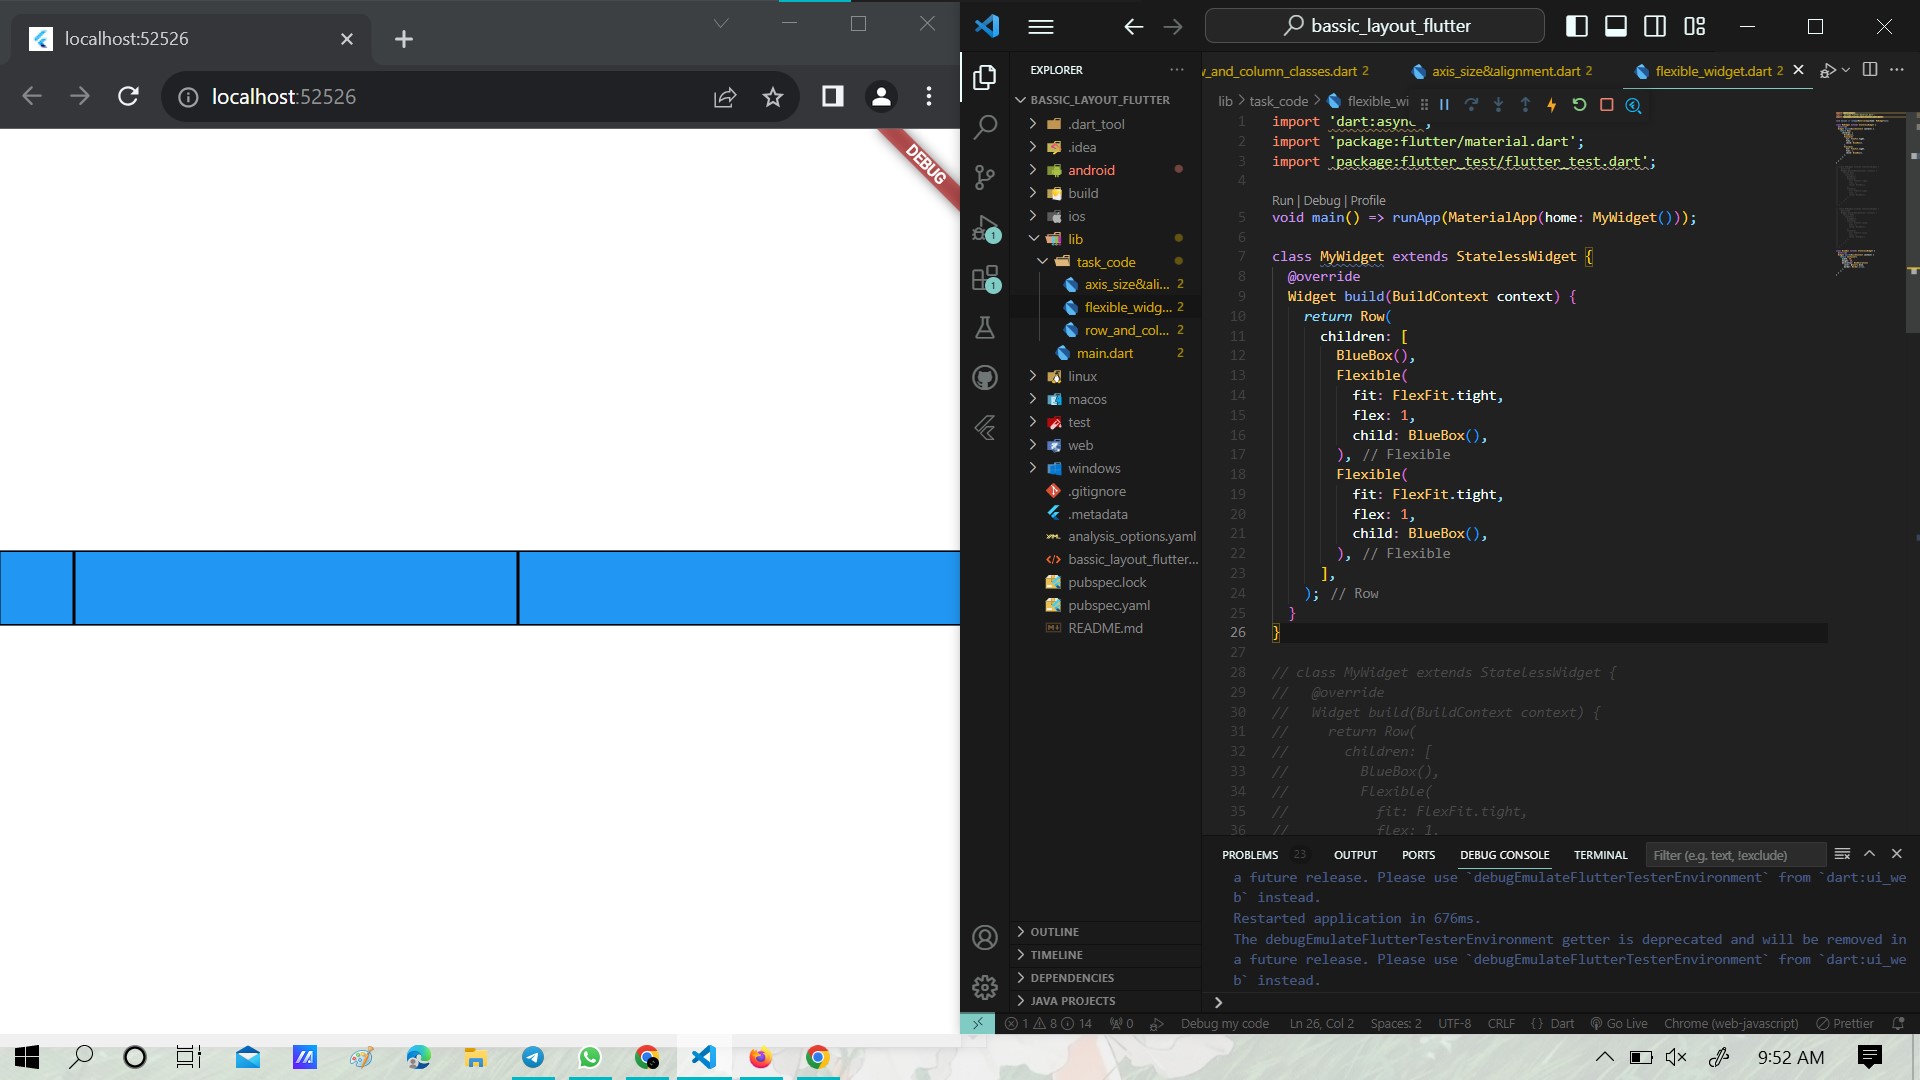 localhost:52526
localhost:52526
DEBUG
bassic_layout_flutter
EXPLORER
BASSIC_LAYOUT_FLUTTER
.dart_tool
.idea
android
build
ios
lib
task_code
axis_size&ali... 2
flexible_widg... 2
row_and_col... 2
main.dart 2
linux
macos
test
web
windows
.gitignore
.metadata
analysis_options.yaml
bassic_layout_flutter...
pubspec.lock
pubspec.yaml
README.md
OUTLINE
TIMELINE
DEPENDENCIES
JAVA PROJECTS
_and_column_classes.dart 2
axis_size&alignment.dart 2
flexible_widget.dart 2
lib > task_code > flexible_wi
1 import 'dart:async';
2 import 'package:flutter/material.dart';
3 import 'package:flutter_test/flutter_test.dart';
4
Run | Debug | Profile
5 void main() => runApp(MaterialApp(home: MyWidget()));
6
7 class MyWidget extends StatelessWidget {
8 @override
9 Widget build(BuildContext context) {
10 return Row(
11 children: [
12 BlueBox(),
13 Flexible(
14 fit: FlexFit.tight,
15 flex: 1,
16 child: BlueBox(),
17 ), // Flexible
18 Flexible(
19 fit: FlexFit.tight,
20 flex: 1,
21 child: BlueBox(),
22 ), // Flexible
23 ],
24 ); // Row
25 }
26 }
27
28 // class MyWidget extends StatelessWidget {
29 // @override
30 // Widget build(BuildContext context) {
31 // return Row(
32 // children: [
33 // BlueBox(),
34 // Flexible(
35 // fit: FlexFit.tight,
36 // flex: 1,
PROBLEMS 23 OUTPUT PORTS DEBUG CONSOLE TERMINAL Filter (e.g. text, !exclude)
a future release. Please use `debugEmulateFlutterTesterEnvironment` from `dart:ui_we
b` instead.
Restarted application in 676ms.
The debugEmulateFlutterTesterEnvironment getter is deprecated and will be removed in
a future release. Please use `debugEmulateFlutterTesterEnvironment` from `dart:ui_we
b` instead.
1 8 14 0 Debug my code Ln 26, Col 2 Spaces: 2 UTF-8 CRLF {} Dart Go Live Chrome (web-javascript) Prettier
9:52 AM